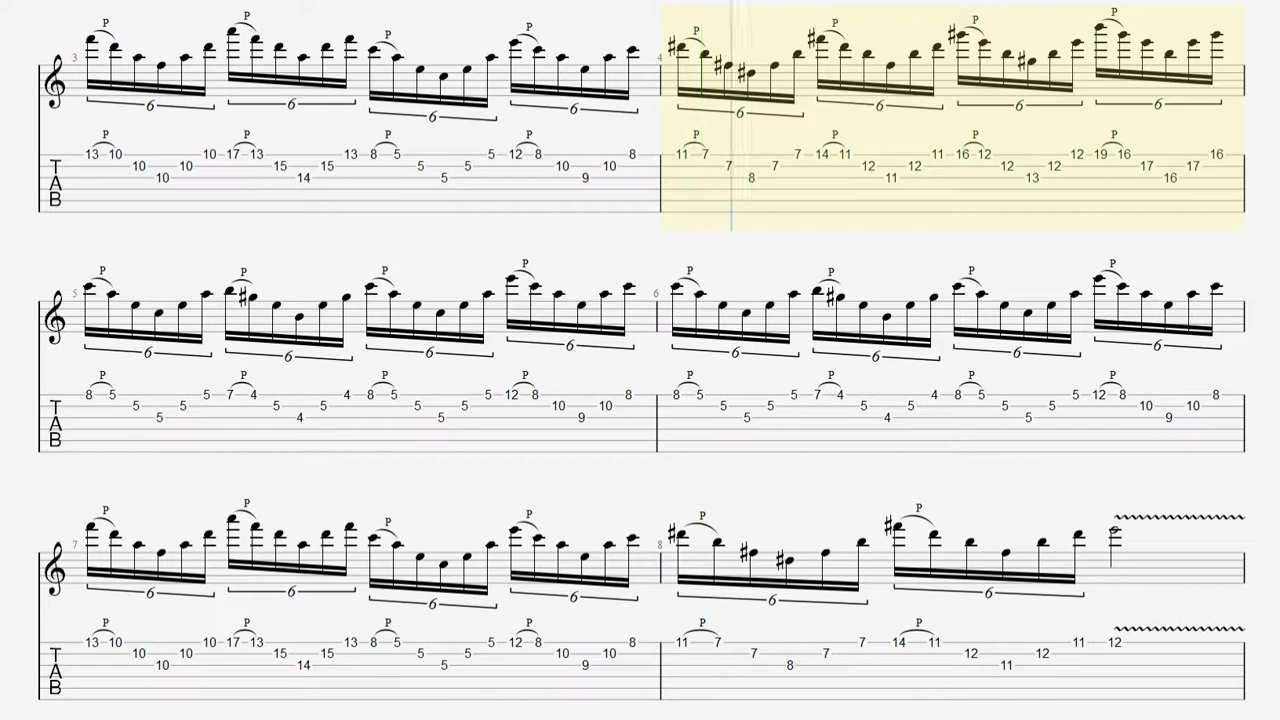 P P P P P P P P
3 4
6 6 6 6 6 6 6 6
P P P P P P P P
13 10 10 17 13 13 8 5 5 12 8 8 11 7 7 14 11 11 16 12 12 19 16 16
T 10 10 15 15 5 5 10 10 7 7 12 12 12 12 17 17
A 10 14 5 9 8 11 13 16
B
P P P P P P P P
5 6
6 6 6 6 6 6 6 6
P P P P P P P P
8 5 5 7 4 4 8 5 5 12 8 8 8 5 5 7 4 4 8 5 5 12 8 8
T 5 5 5 5 5 5 10 10 5 5 5 5 5 5 10 10
A 5 4 5 9 5 4 5 9
B
P P P P P P
7 8
6 6 6 6 6 6
P P P P P P
13 10 10 17 13 13 8 5 5 12 8 8 11 7 7 14 11 11 12
T 10 10 15 15 5 5 10 10 7 7 12 12
A 10 14 5 9 8 11
B